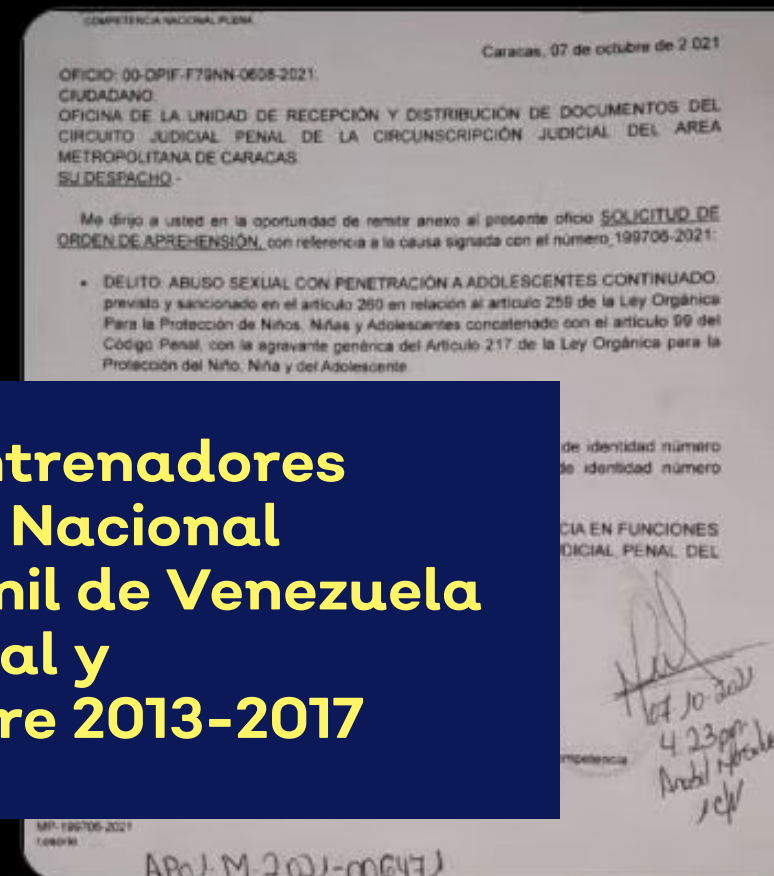 COMPETENCIA NACIONAL PLENA
Caracas, 07 de octubre de 2 021
OFICIO: 00-DPIF-F79NN-0608-2021.
CIUDADANO:
OFICINA DE LA UNIDAD DE RECEPCIÓN Y DISTRIBUCIÓN DE DOCUMENTOS DEL
CIRCUITO JUDICIAL PENAL DE LA CIRCUNSCRIPCIÓN JUDICIAL DEL AREA
METROPOLITANA DE CARACAS
SU DESPACHO.-
Me dirijo a usted en la oportunidad de remitir anexo al presente oficio SOLICITUD DE
ORDEN DE APREHENSIÓN, con referencia a la causa signada con el número 199706-2021:
• DELITO: ABUSO SEXUAL CON PENETRACIÓN A ADOLESCENTES CONTINUADO,
previsto y sancionado en el artículo 260 en relación al artículo 259 de la Ley Orgánica
Para la Protección de Niños, Niñas y Adolescentes concatenado con el artículo 99 del
Código Penal, con la agravante genérica del Articulo 217 de la Ley Orgánica para la
Protección del Niño, Niña y del Adolescente.
de identidad número
de identidad número
CIA EN FUNCIONES
DICIAL PENAL DEL
ntrenadores
Nacional
nil de Venezuela
al y
re 2013-2017
07-10-2021
4:23pm
mpetencia
MP-199706-2021